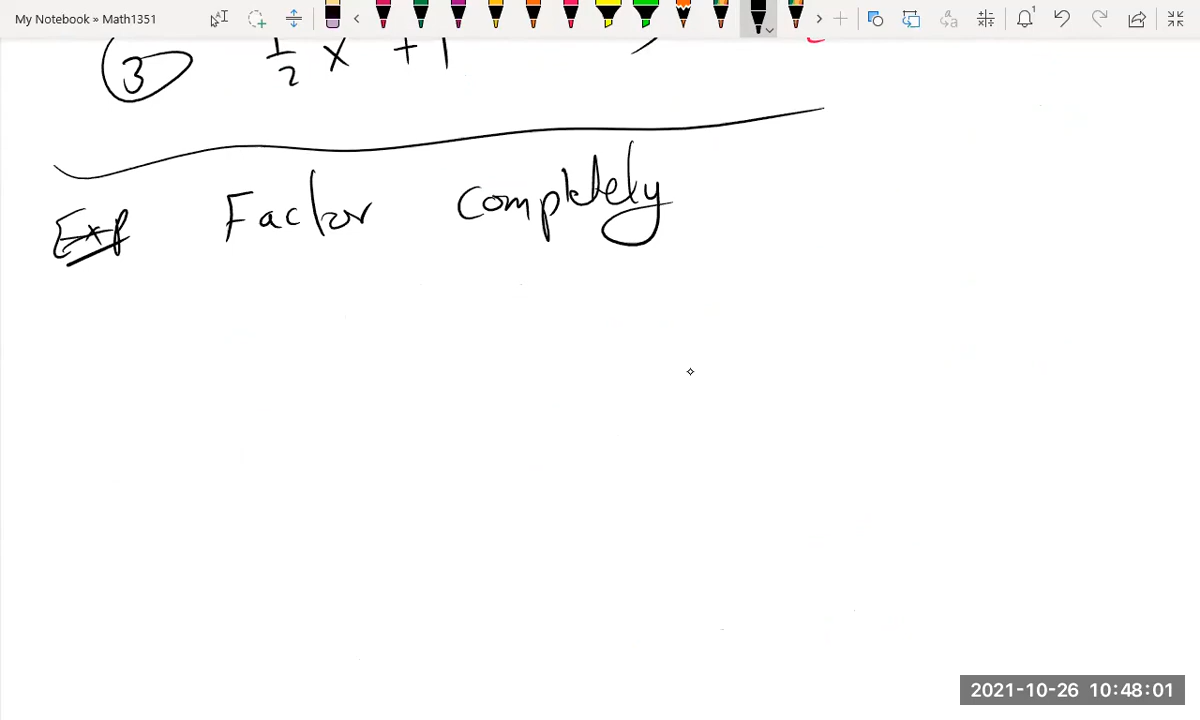 My Notebook » Math1351
③ 1/2 x + 1
Exp Factor completely
2021-10-26 10:48:01